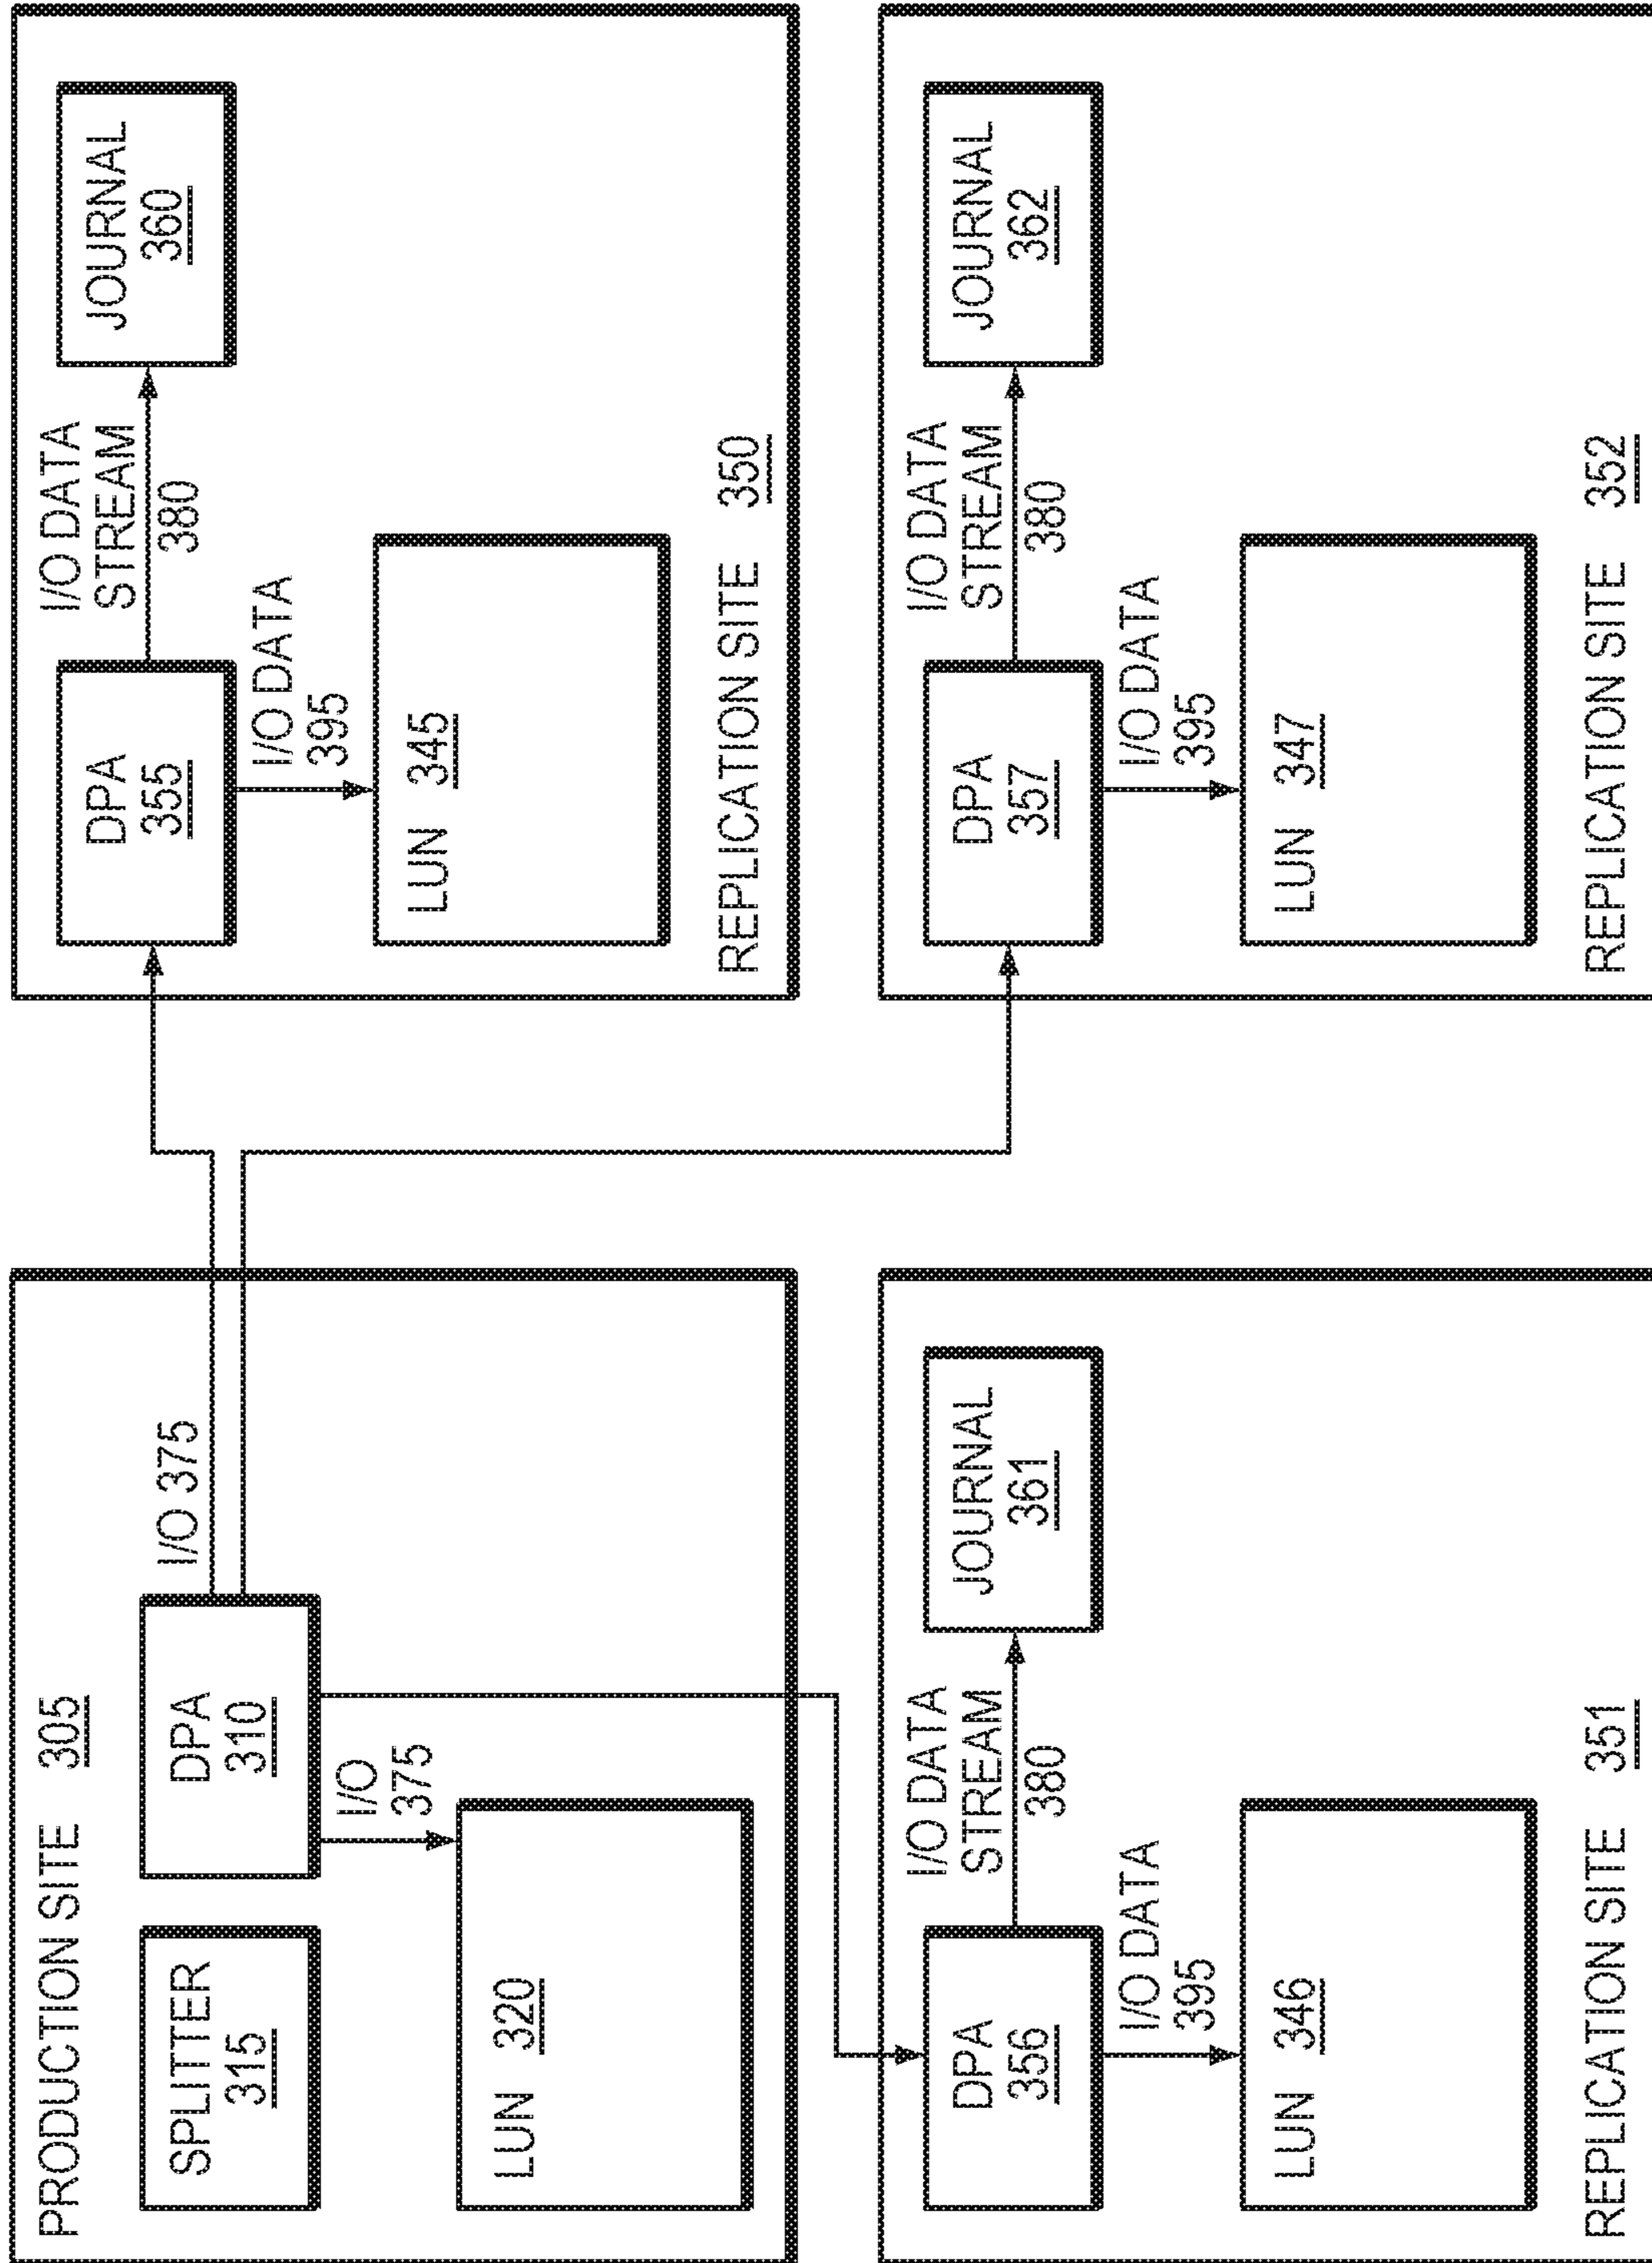 PRODUCTION SITE 305
SPLITTER
315
DPA
310
I/O 375
I/O
375
LUN 320
I/O DATA
STREAM
380
DPA
355
JOURNAL
360
I/O DATA
395
LUN 345
REPLICATION SITE 350
I/O DATA
STREAM
380
DPA
356
JOURNAL
361
I/O DATA
395
LUN 346
REPLICATION SITE 351
I/O DATA
STREAM
380
DPA
357
JOURNAL
362
I/O DATA
395
LUN 347
REPLICATION SITE 352